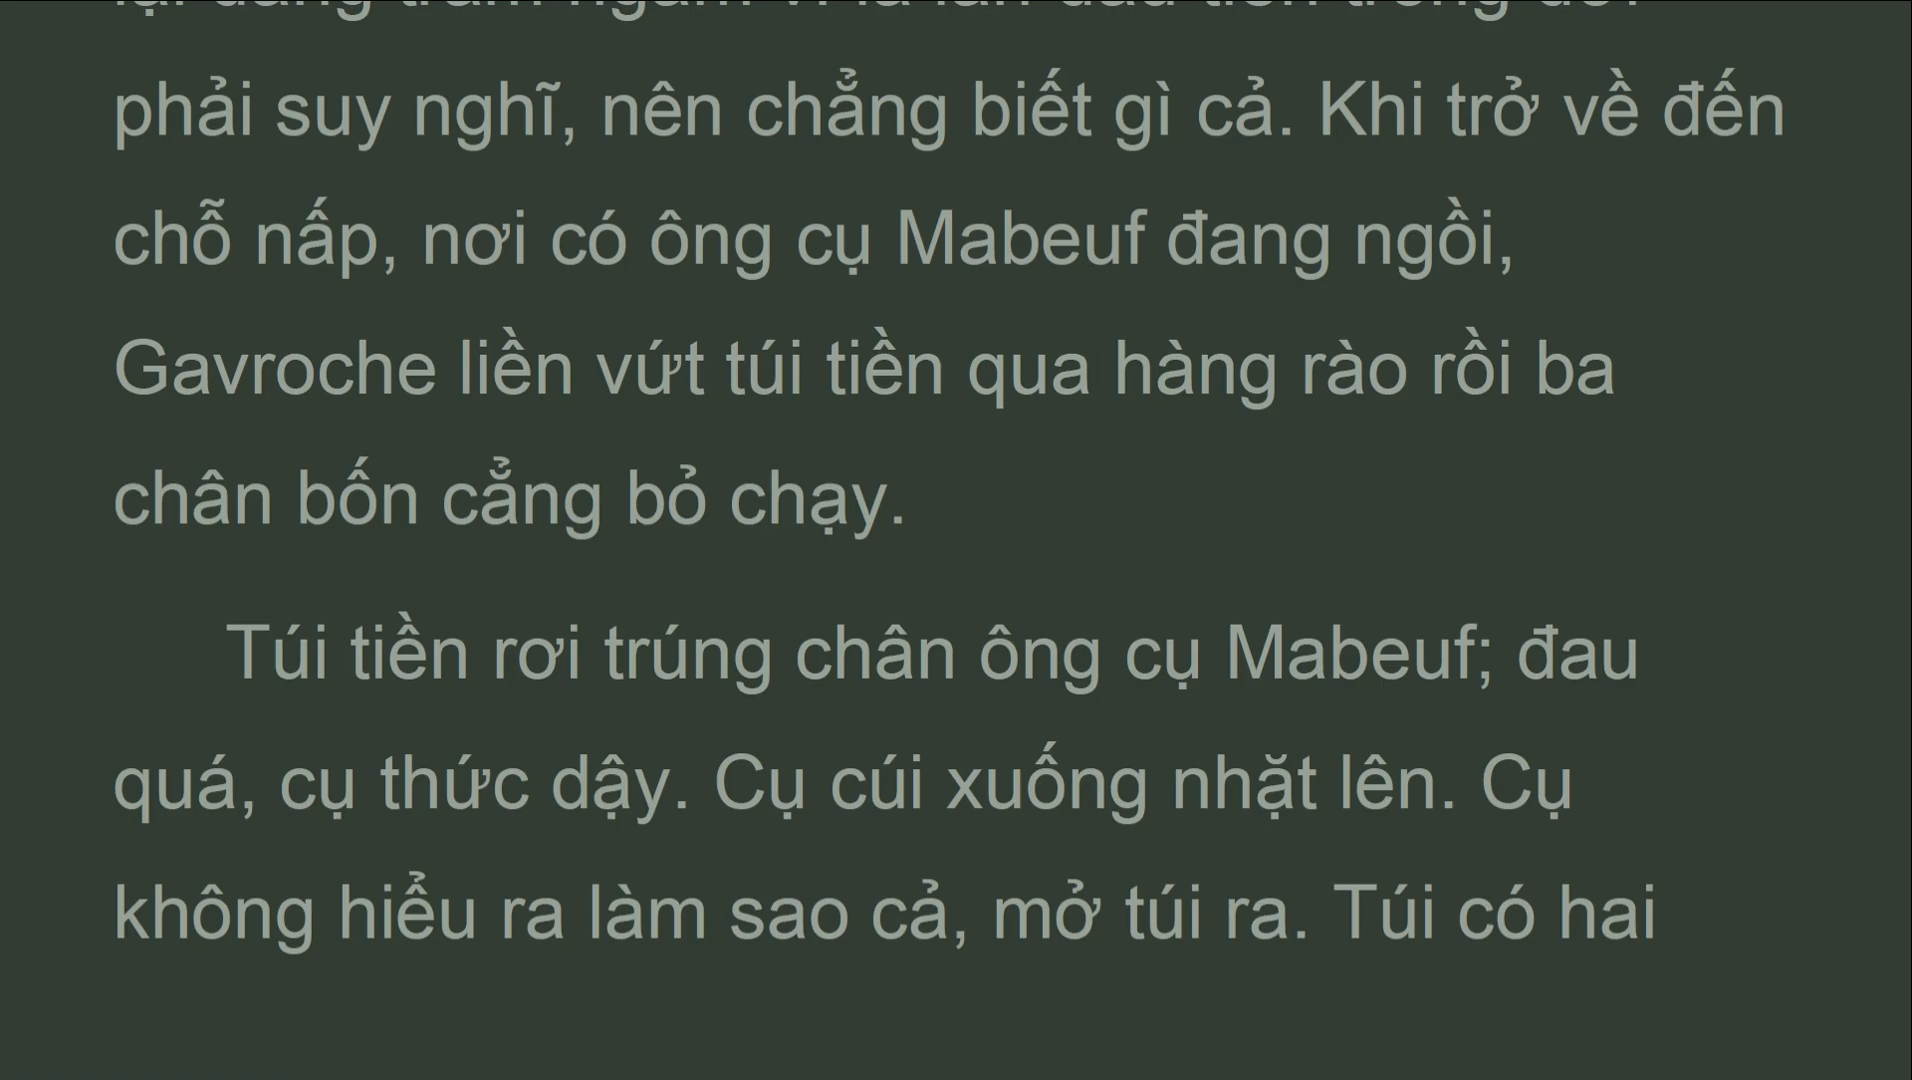 phải suy nghĩ, nên chẳng biết gì cả. Khi trở về đến
chỗ nấp, nơi có ông cụ Mabeuf đang ngồi,
Gavroche liền vứt túi tiền qua hàng rào rồi ba
chân bốn cẳng bỏ chạy.
Túi tiền rơi trúng chân ông cụ Mabeuf; đau
quá, cụ thức dậy. Cụ cúi xuống nhặt lên. Cụ
không hiểu ra làm sao cả, mở túi ra. Túi có hai